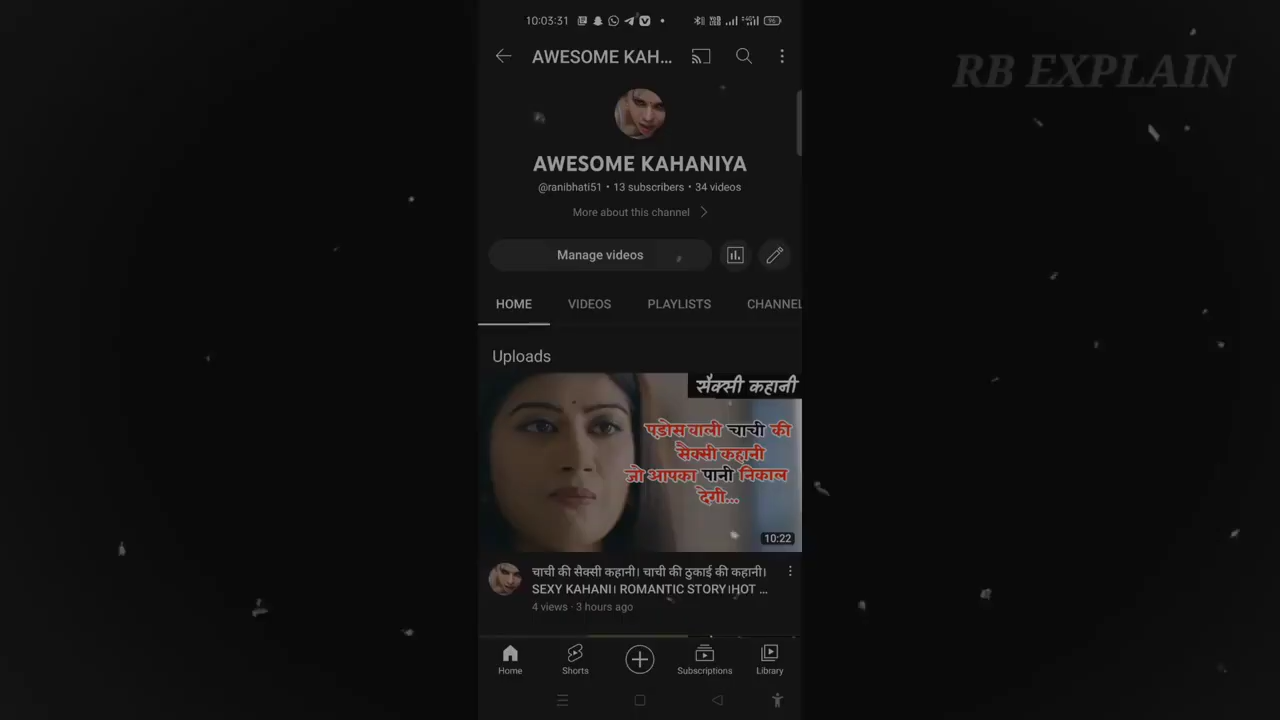 10:03:31
AWESOME KAH...
RB EXPLAIN
AWESOME KAHANIYA
@ranibhati51 • 13 subscribers • 34 videos
More about this channel
Manage videos
HOME VIDEOS PLAYLISTS CHANNEL
Uploads
सैक्सी कहानी
पड़ोस वाली चाची की
सेक्सी कहानी
जो आपका पानी निकाल
देगी...
10:22
चाची की सैक्सी कहानी। चाची की ठुकाई की कहानी।
SEXY KAHANI। ROMANTIC STORY।HOT ...
4 views · 3 hours ago
Home Shorts Subscriptions Library